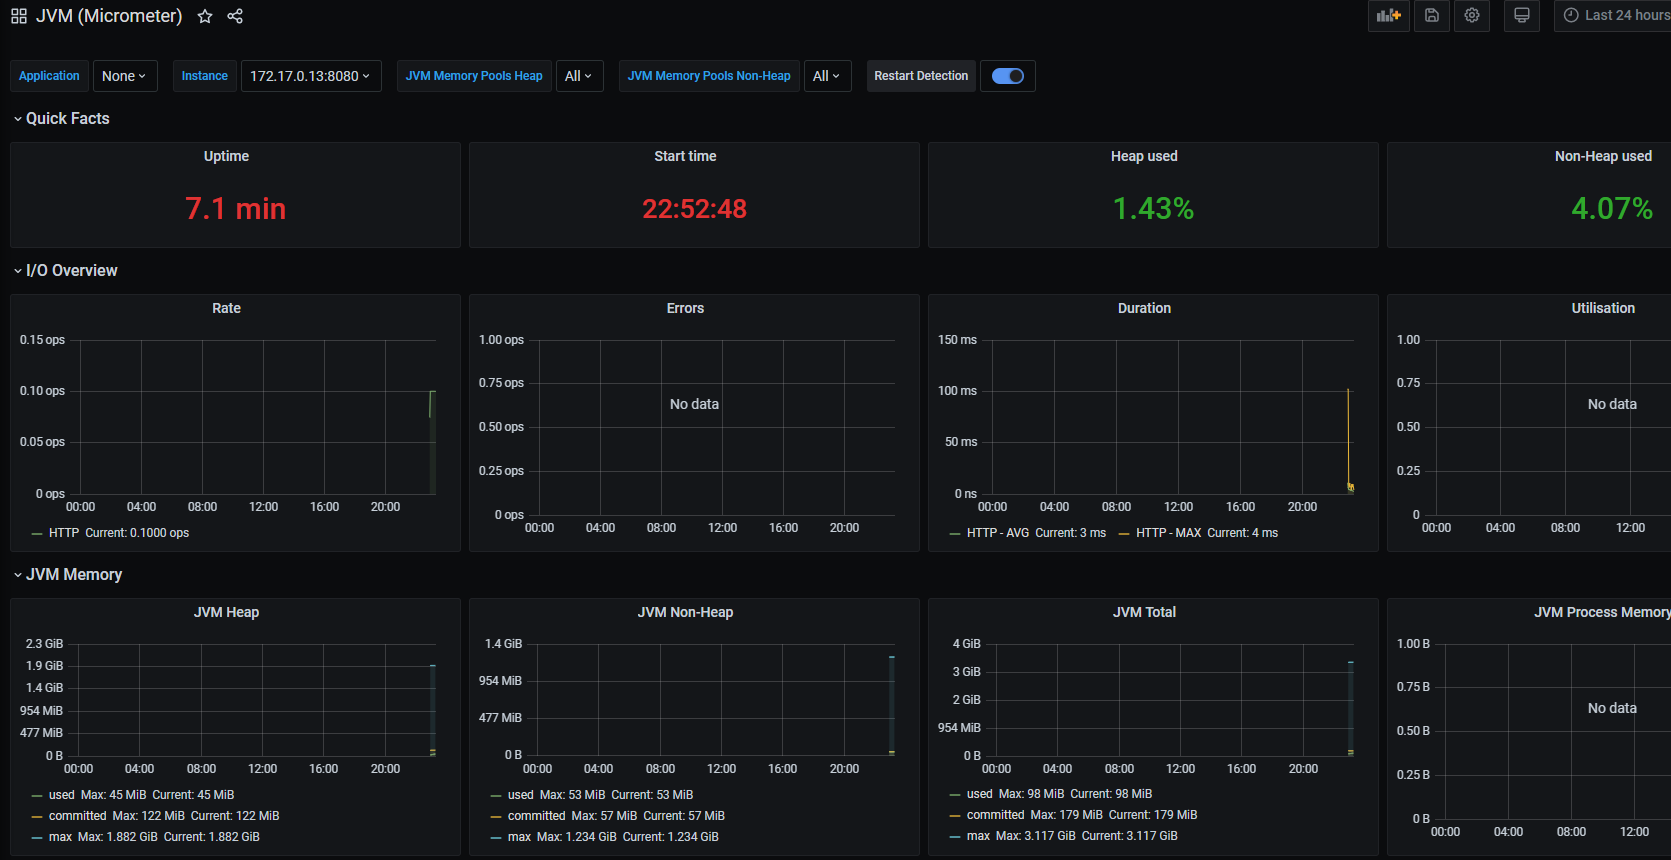 JVM (Micrometer)
Last 24 hours
Application None Instance 172.17.0.13:8080 JVM Memory Pools Heap All JVM Memory Pools Non-Heap All Restart Detection
Quick Facts
Uptime
7.1 min
Start time
22:52:48
Heap used
1.43%
Non-Heap used
4.07%
I/O Overview
Rate
0.15 ops
0.10 ops
0.05 ops
0 ops
00:00 04:00 08:00 12:00 16:00 20:00
HTTP Current: 0.1000 ops
Errors
1.00 ops
0.75 ops
No data
0.50 ops
0.25 ops
0 ops
00:00 04:00 08:00 12:00 16:00 20:00
Duration
150 ms
100 ms
50 ms
0 ns
00:00 04:00 08:00 12:00 16:00 20:00
HTTP - AVG Current: 3 ms HTTP - MAX Current: 4 ms
Utilisation
1.00
0.75
No data
0.50
0.25
0
00:00 04:00 08:00 12:00
JVM Memory
JVM Heap
2.3 GiB
1.9 GiB
1.4 GiB
954 MiB
477 MiB
0 B
00:00 04:00 08:00 12:00 16:00 20:00
used Max: 45 MiB Current: 45 MiB
committed Max: 122 MiB Current: 122 MiB
max Max: 1.882 GiB Current: 1.882 GiB
JVM Non-Heap
1.4 GiB
954 MiB
477 MiB
0 B
00:00 04:00 08:00 12:00 16:00 20:00
used Max: 53 MiB Current: 53 MiB
committed Max: 57 MiB Current: 57 MiB
max Max: 1.234 GiB Current: 1.234 GiB
JVM Total
4 GiB
3 GiB
2 GiB
954 MiB
0 B
00:00 04:00 08:00 12:00 16:00 20:00
used Max: 98 MiB Current: 98 MiB
committed Max: 179 MiB Current: 179 MiB
max Max: 3.117 GiB Current: 3.117 GiB
JVM Process Memory
1.00 B
0.75 B
No data
0.50 B
0.25 B
0 B
00:00 04:00 08:00 12:00